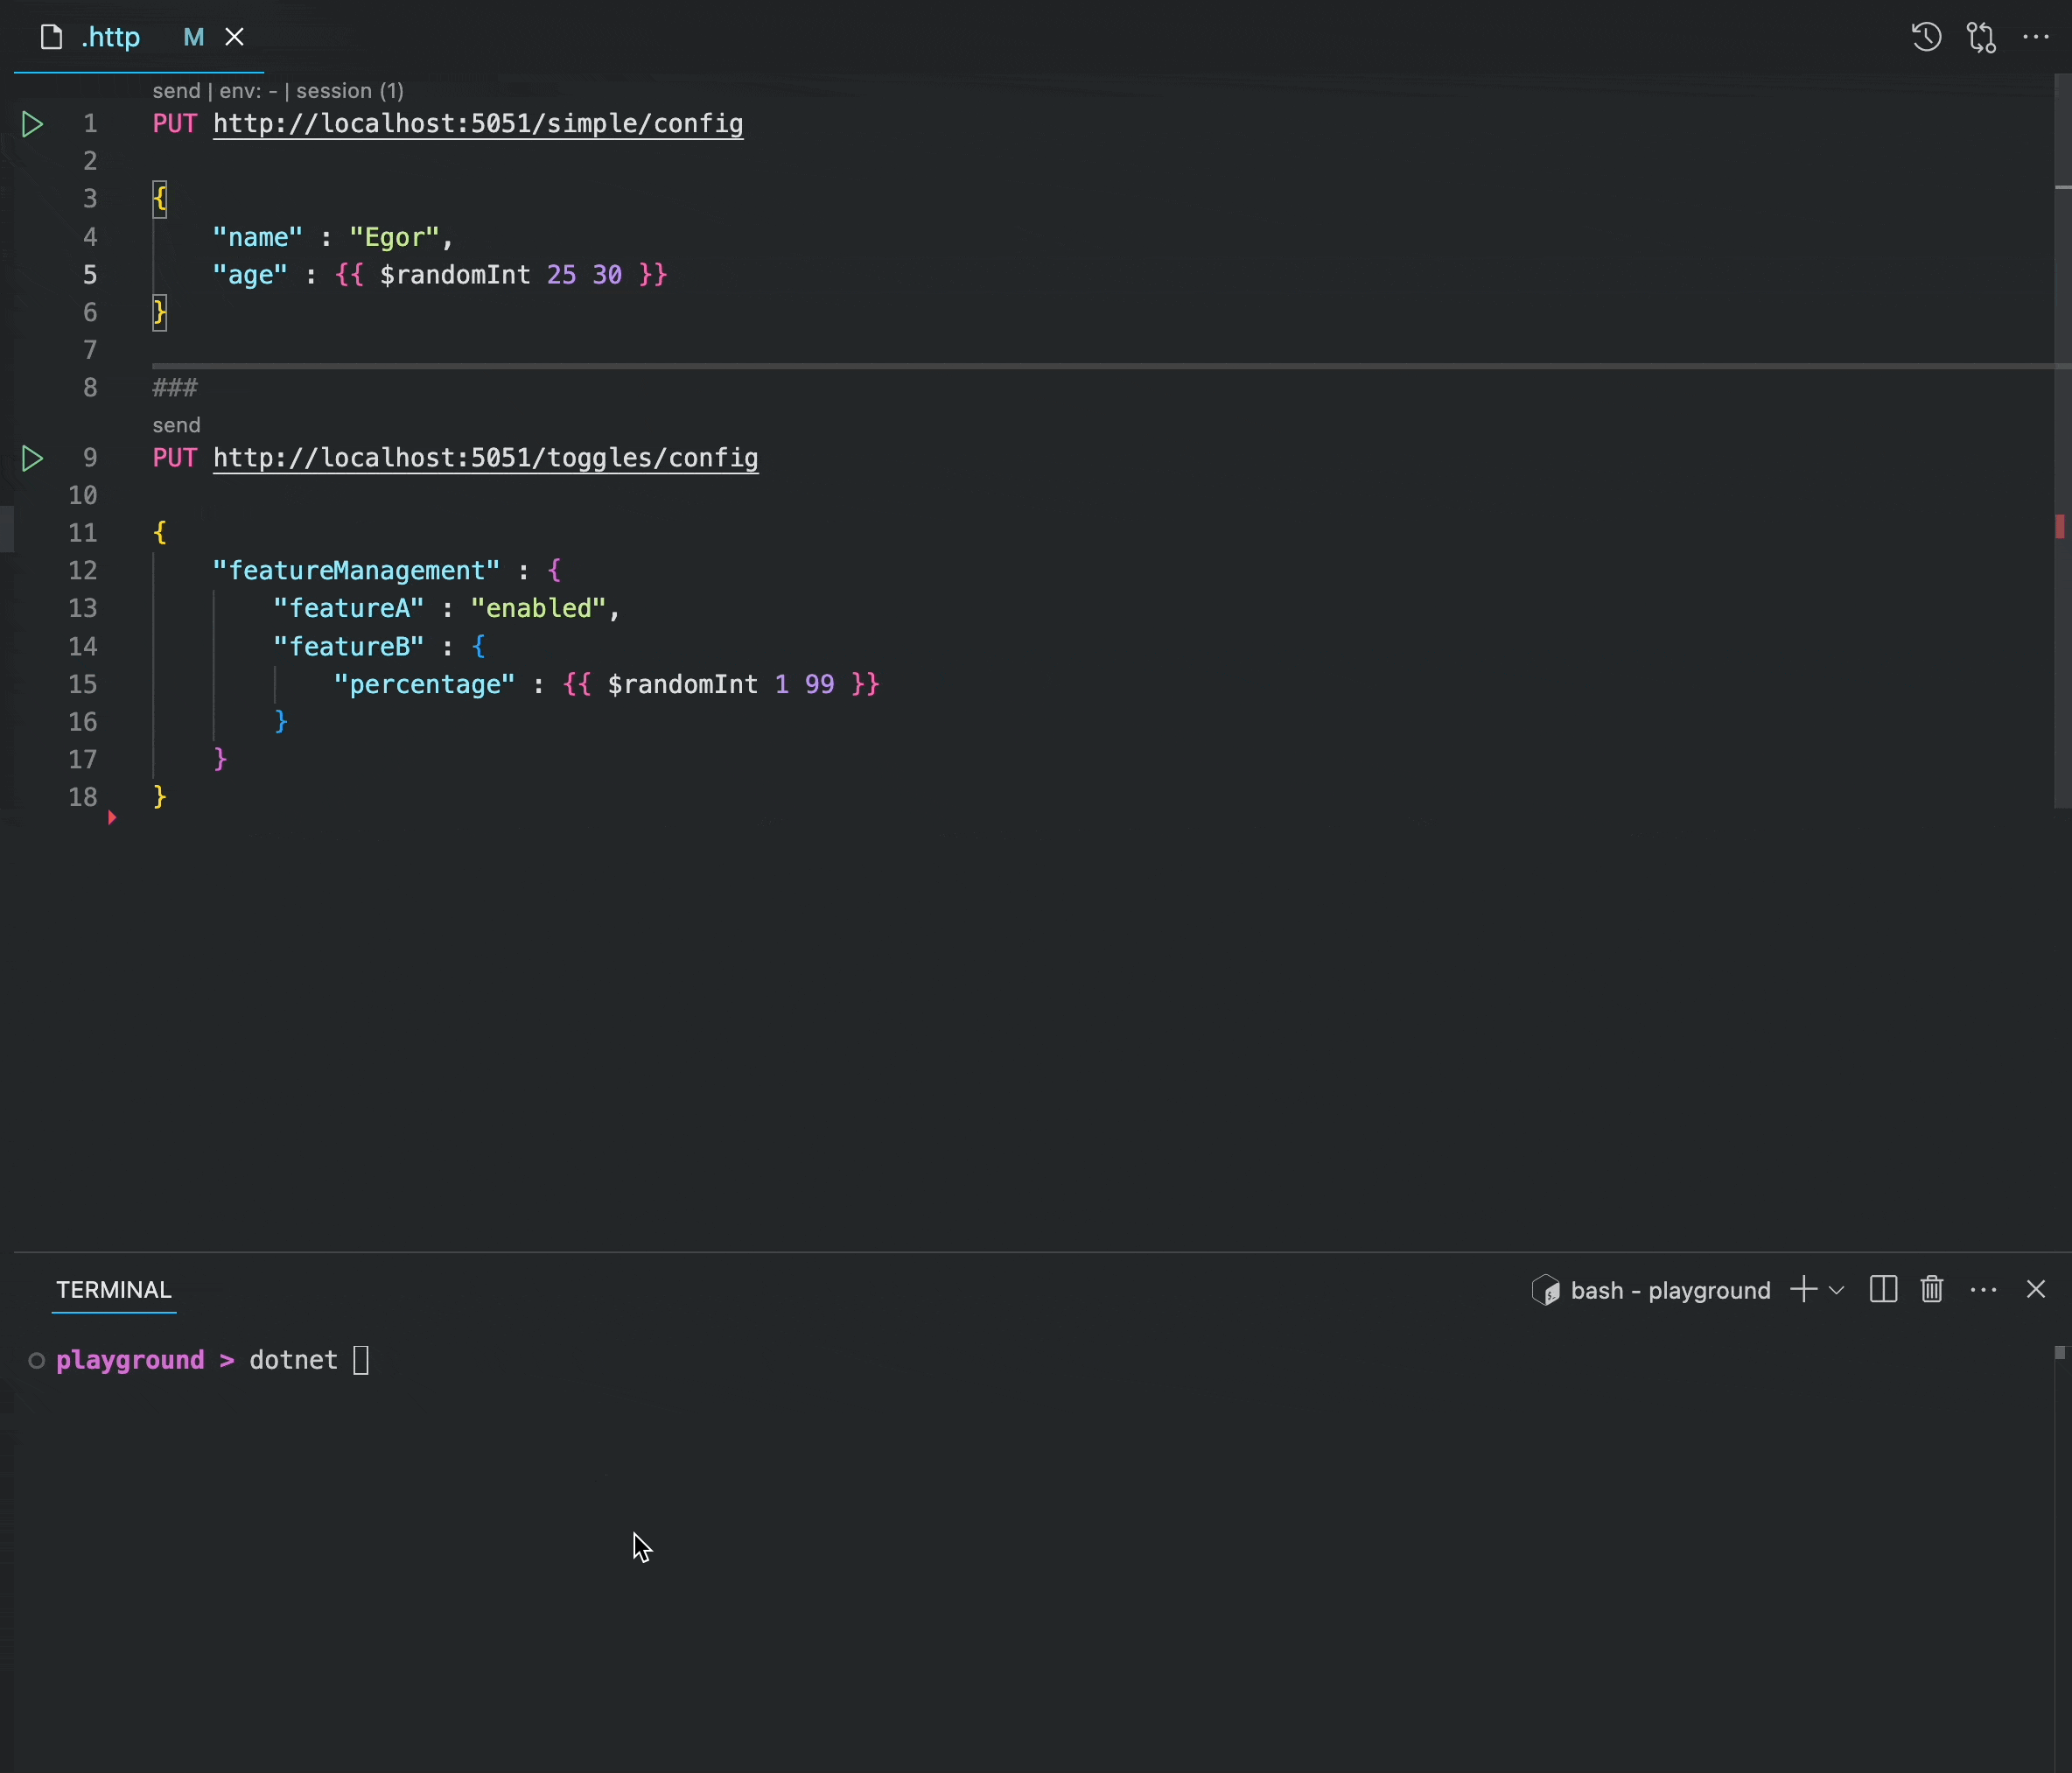 .http M
send | env: - | session (1)
1 PUT http://localhost:5051/simple/config
2
3 {
4 "name" : "Egor",
5 "age" : {{ $randomInt 25 30 }}
6 }
7
8 ###
send
9 PUT http://localhost:5051/toggles/config
10
11 {
12 "featureManagement" : {
13 "featureA" : "enabled",
14 "featureB" : {
15 "percentage" : {{ $randomInt 1 99 }}
16 }
17 }
18 }
TERMINAL bash - playground
playground > dotnet